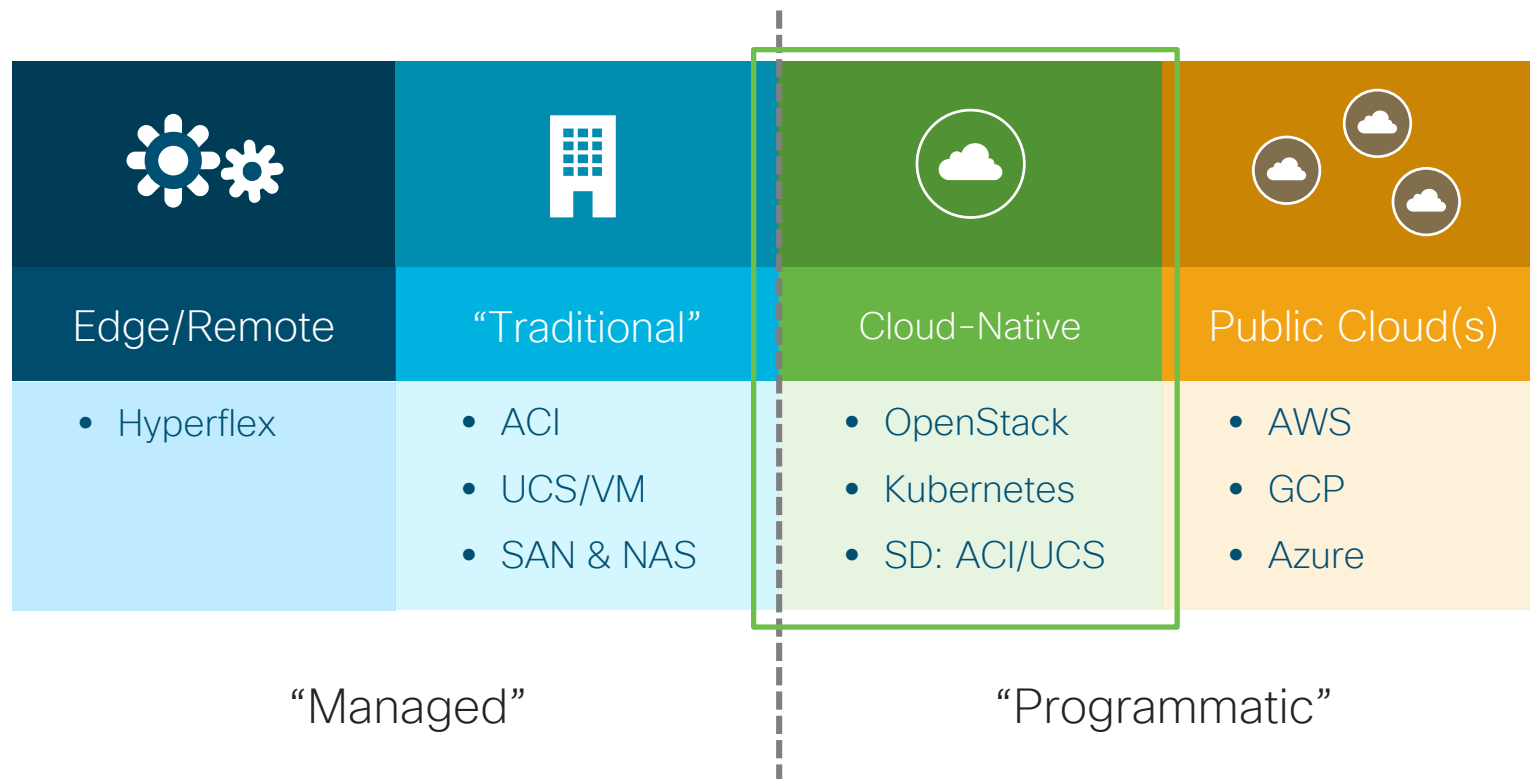 Edge/Remote
“Traditional”
Cloud-Native
Public Cloud(s)
• Hyperflex
• ACI
• UCS/VM
• SAN & NAS
• OpenStack
• Kubernetes
• SD: ACI/UCS
• AWS
• GCP
• Azure
“Managed”
“Programmatic”